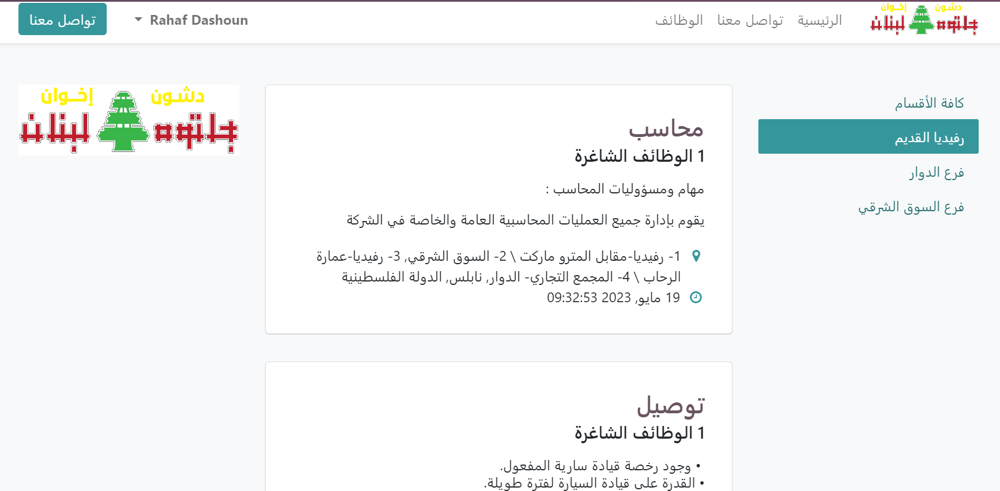 دشون إخوان
جاتوه لبنان
الرئيسية
تواصل معنا
الوظائف
Rahaf Dashoun
تواصل معنا
كافة الأقسام
رفيديا القديم
فرع الدوار
فرع السوق الشرقي
محاسب
1 الوظائف الشاغرة
مهام ومسؤوليات المحاسب :
يقوم بإدارة جميع العمليات المحاسبية العامة والخاصة في الشركة
1- رفيديا-مقابل المترو ماركت \ 2- السوق الشرقي, 3- رفيديا-عمارة
الرحاب \ 4- المجمع التجاري- الدوار, نابلس, الدولة الفلسطينية
19 مايو, 2023 09:32:53
توصيل
1 الوظائف الشاغرة
• وجود رخصة قيادة سارية المفعول.
• القدرة على قيادة السيارة لفترة طويلة.
دشون إخوان
جاتوه لبنان